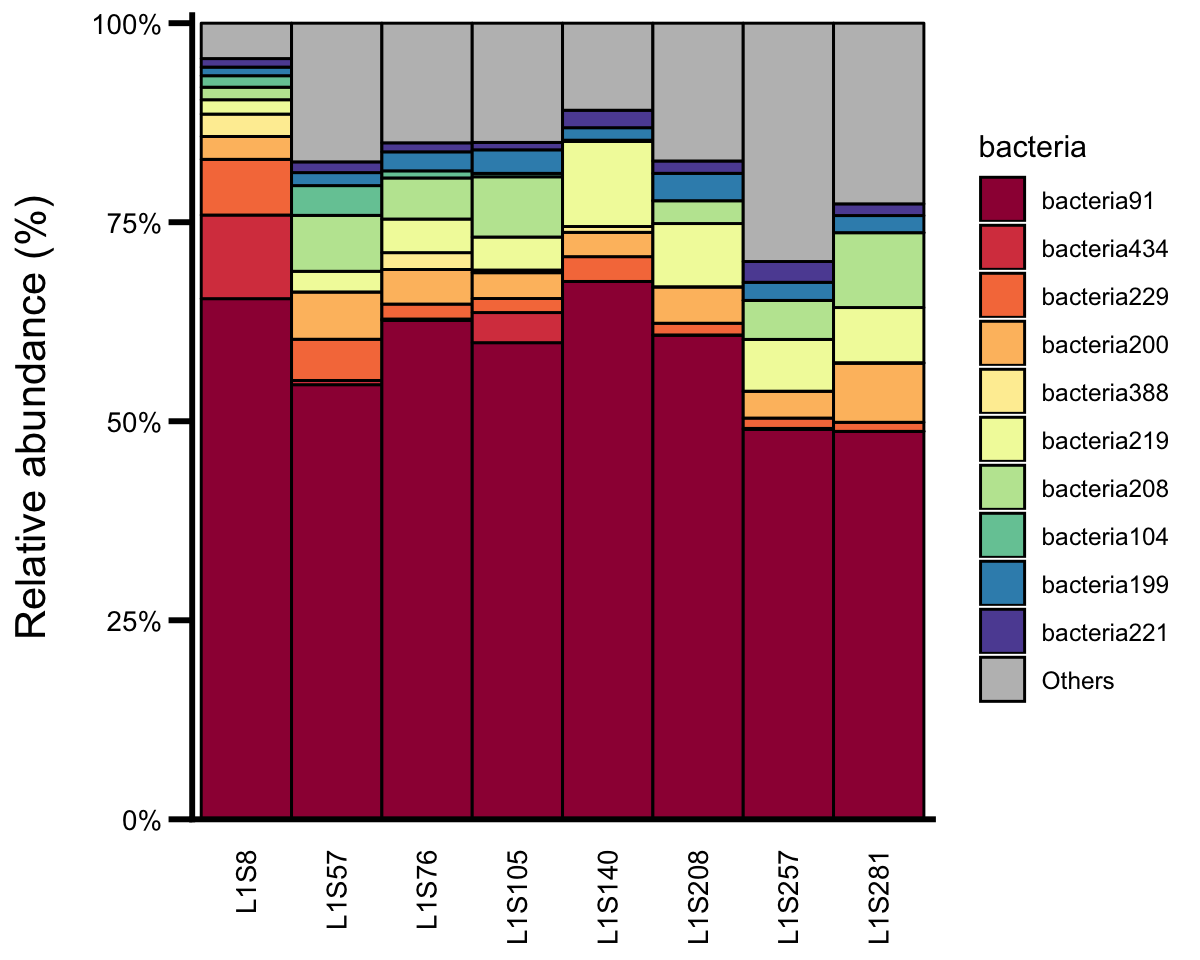 Relative abundance (%)
100%
75%
50%
25%
0%
L1S8
L1S57
L1S76
L1S105
L1S140
L1S208
L1S257
L1S281
bacteria
bacteria91
bacteria434
bacteria229
bacteria200
bacteria388
bacteria219
bacteria208
bacteria104
bacteria199
bacteria221
Others